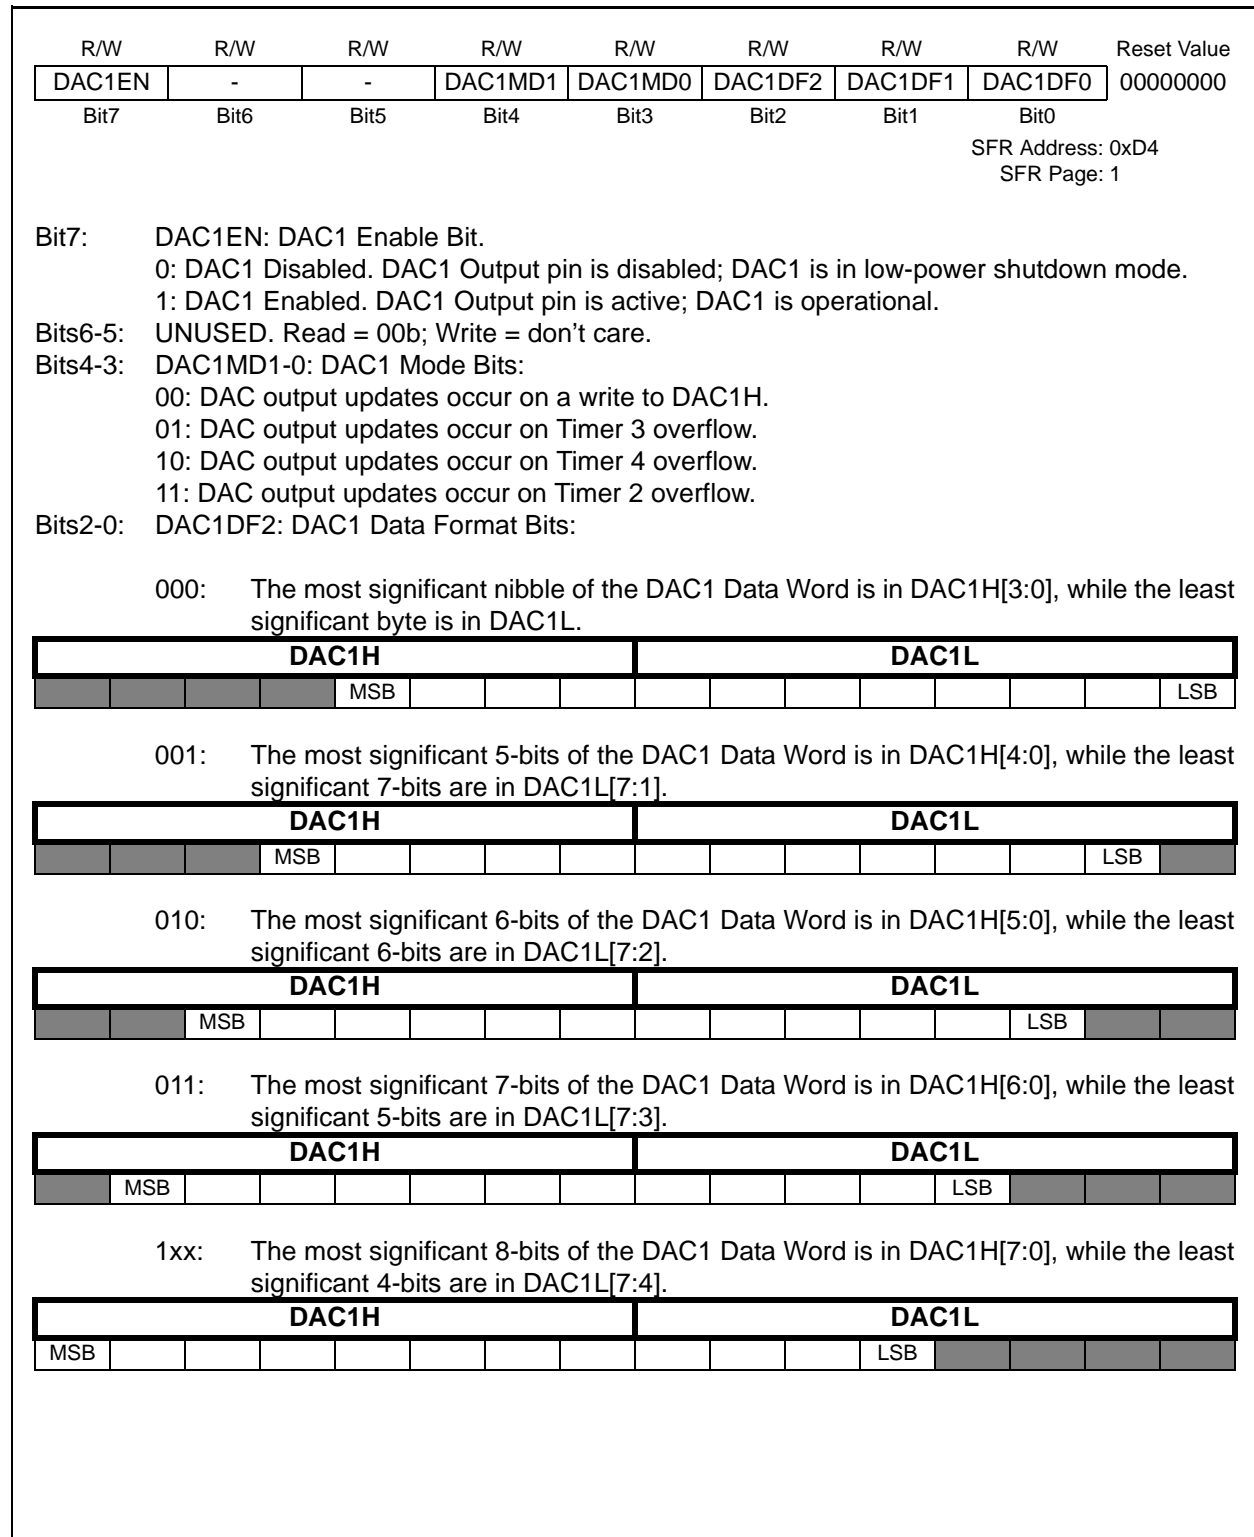 R/W R/W R/W R/W R/W R/W R/W R/W Reset Value
DAC1EN - - DAC1MD1 DAC1MD0 DAC1DF2 DAC1DF1 DAC1DF0 00000000
Bit7 Bit6 Bit5 Bit4 Bit3 Bit2 Bit1 Bit0
SFR Address: 0xD4
SFR Page: 1
Bit7: DAC1EN: DAC1 Enable Bit.
0: DAC1 Disabled. DAC1 Output pin is disabled; DAC1 is in low-power shutdown mode.
1: DAC1 Enabled. DAC1 Output pin is active; DAC1 is operational.
Bits6-5: UNUSED. Read = 00b; Write = don’t care.
Bits4-3: DAC1MD1-0: DAC1 Mode Bits:
00: DAC output updates occur on a write to DAC1H.
01: DAC output updates occur on Timer 3 overflow.
10: DAC output updates occur on Timer 4 overflow.
11: DAC output updates occur on Timer 2 overflow.
Bits2-0: DAC1DF2: DAC1 Data Format Bits:
000: The most significant nibble of the DAC1 Data Word is in DAC1H[3:0], while the least
significant byte is in DAC1L.
DAC1H DAC1L
MSB LSB
001: The most significant 5-bits of the DAC1 Data Word is in DAC1H[4:0], while the least
significant 7-bits are in DAC1L[7:1].
DAC1H DAC1L
MSB LSB
010: The most significant 6-bits of the DAC1 Data Word is in DAC1H[5:0], while the least
significant 6-bits are in DAC1L[7:2].
DAC1H DAC1L
MSB LSB
011: The most significant 7-bits of the DAC1 Data Word is in DAC1H[6:0], while the least
significant 5-bits are in DAC1L[7:3].
DAC1H DAC1L
MSB LSB
1xx: The most significant 8-bits of the DAC1 Data Word is in DAC1H[7:0], while the least
significant 4-bits are in DAC1L[7:4].
DAC1H DAC1L
MSB LSB